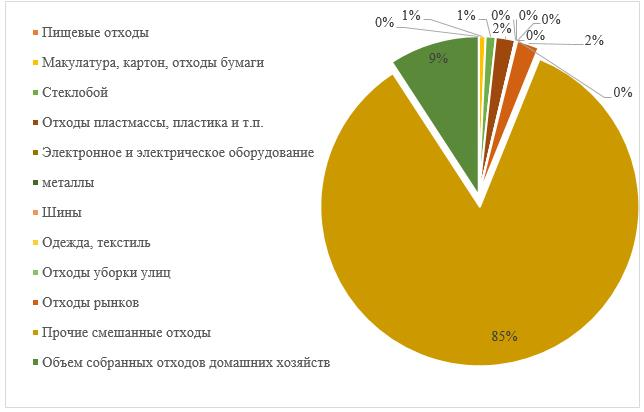 Пищевые отходы
Макулатура, картон, отходы бумаги
Стеклобой
Отходы пластмассы, пластика и т.п.
Электронное и электрическое оборудование
металлы
Шины
Одежда, текстиль
Отходы уборки улиц
Отходы рынков
Прочие смешанные отходы
Объем собранных отходов домашних хозяйств
0%
1%
1%
2%
0%
0%
0%
0%
2%
0%
85%
9%